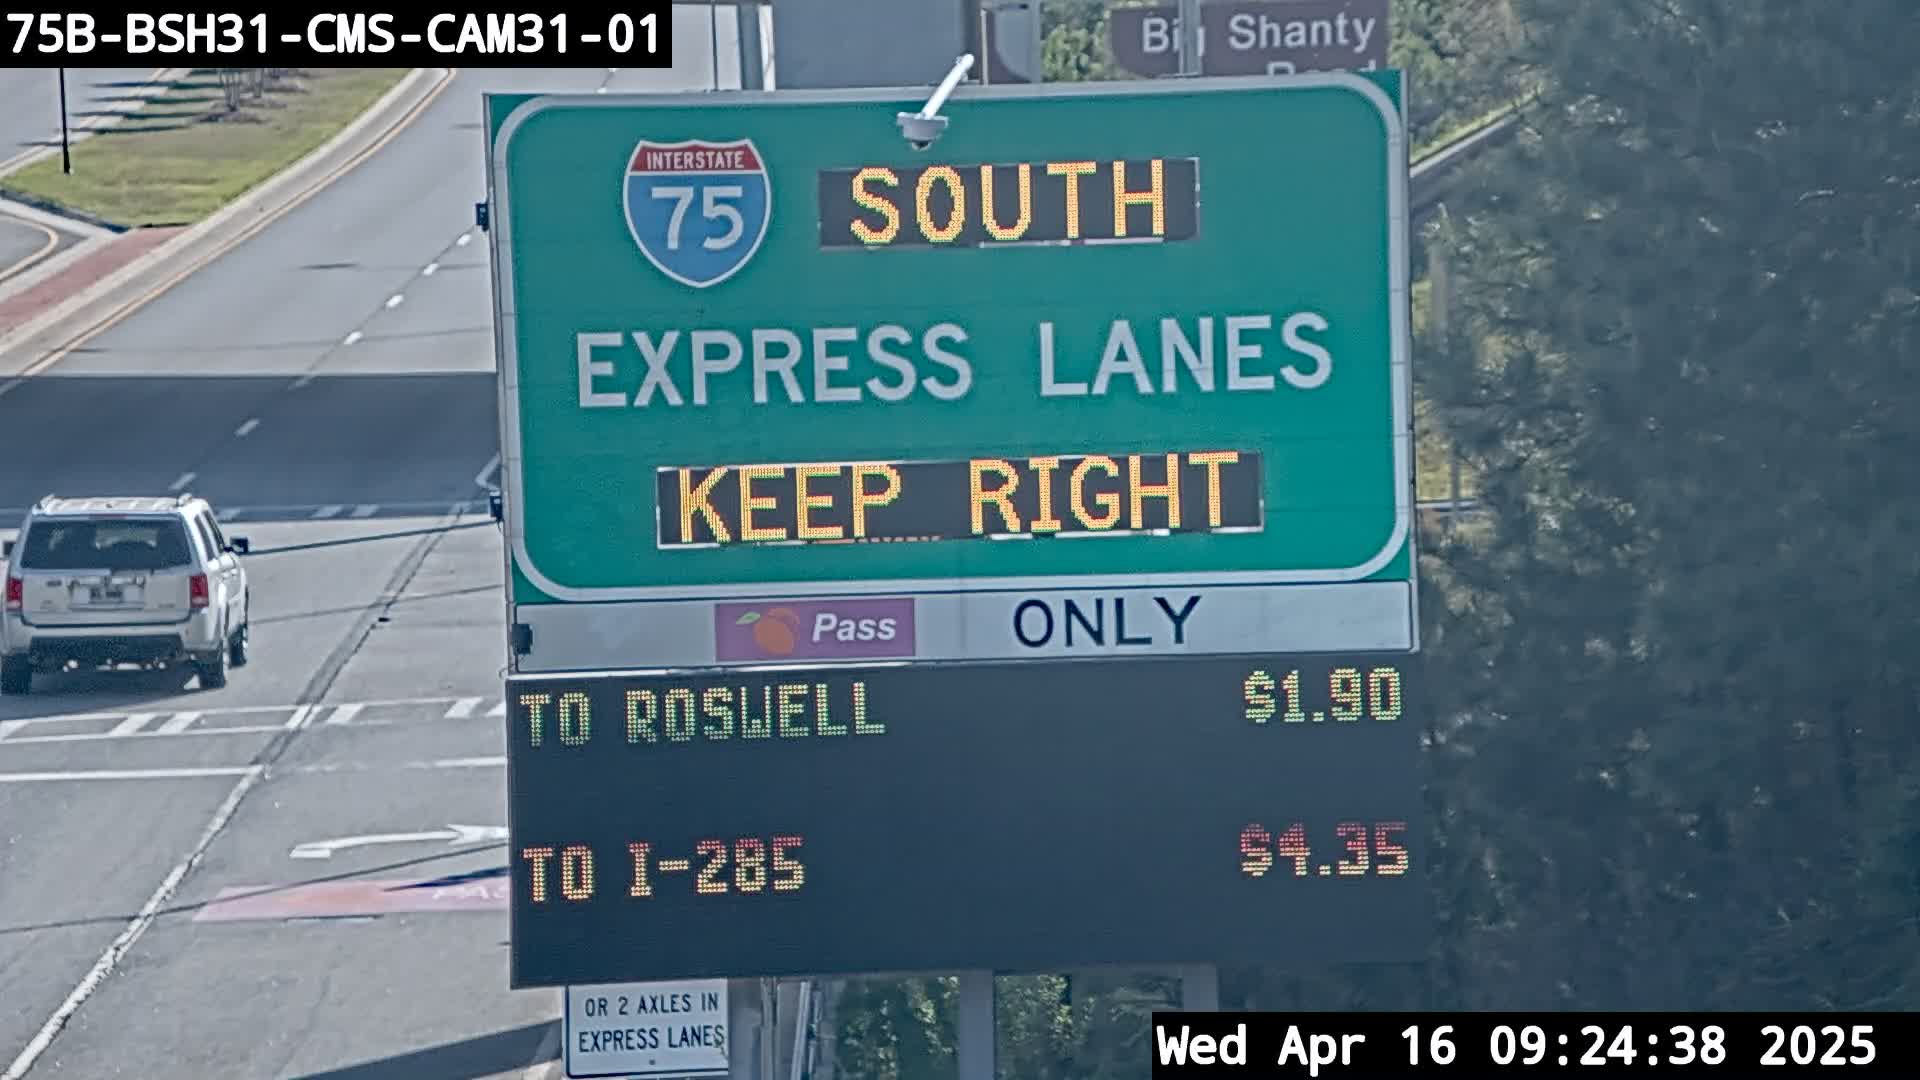 75B-BSH31-CMS-CAM31-01
Big Shanty
Road
INTERSTATE
75
SOUTH
EXPRESS LANES
KEEP RIGHT
Pass ONLY
TO ROSWELL $1.90
TO I-285 $4.35
OR 2 AXLES IN
EXPRESS LANES
Wed Apr 16 09:24:38 2025